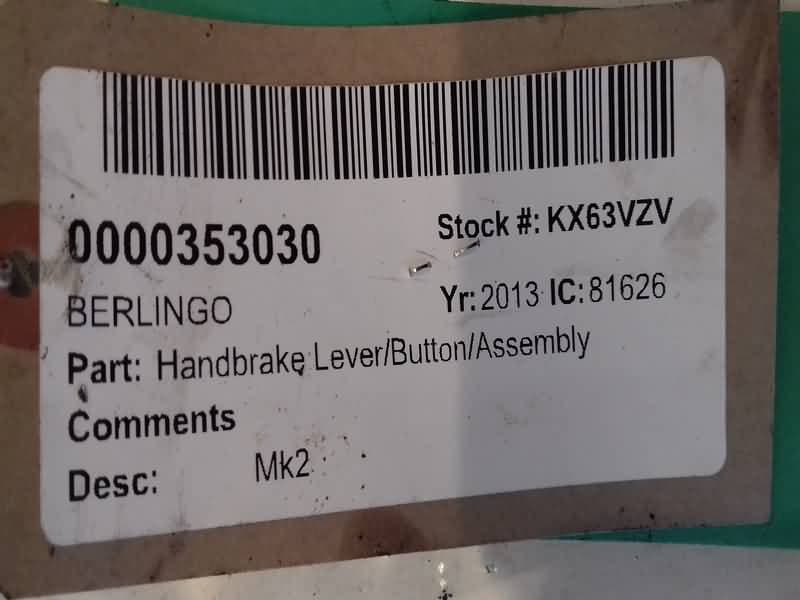 0000353030 Stock #: KX63VZV
BERLINGO Yr: 2013 IC: 81626
Part: Handbrake Lever/Button/Assembly
Comments
Desc: Mk2